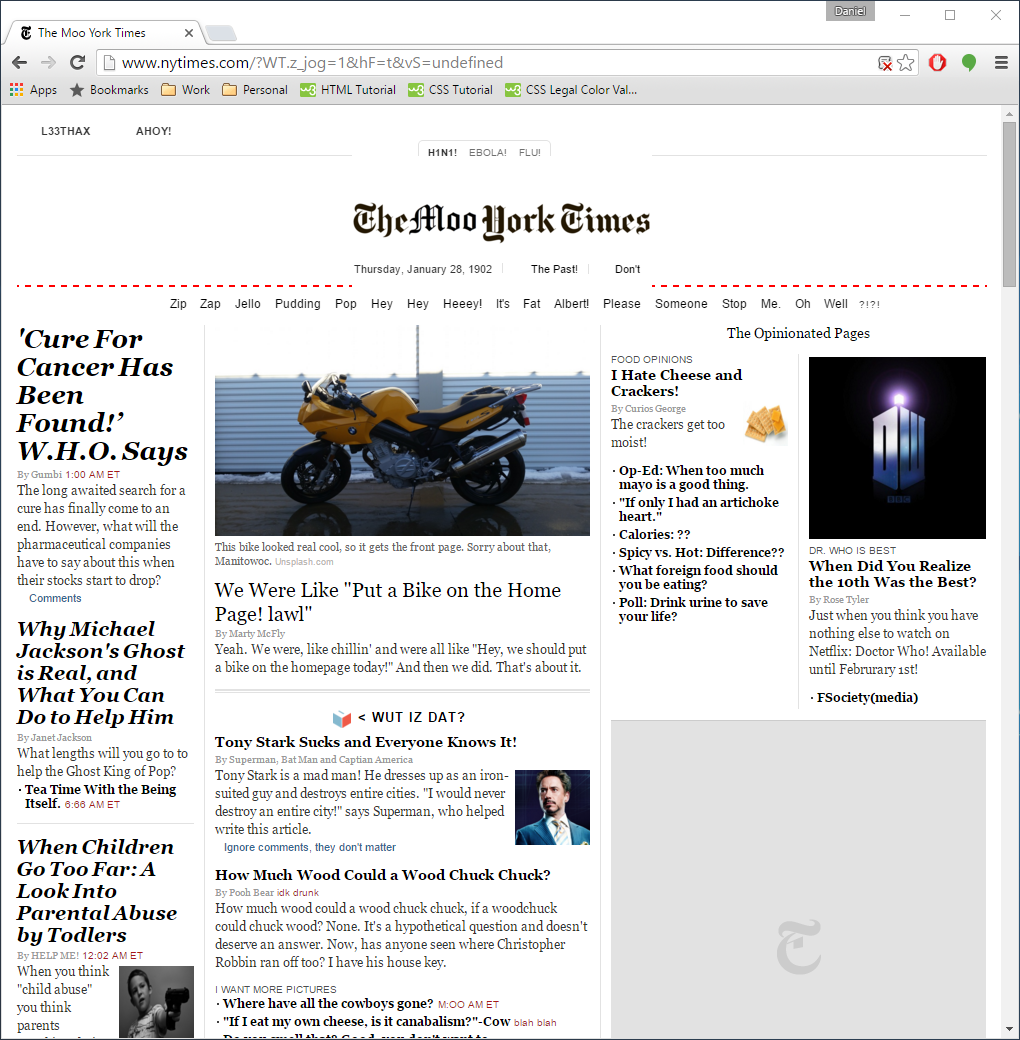 Daniel
The Moo York Times
www.nytimes.com/?WT.z_jog=1&hF=t&vS=undefined
Apps Bookmarks Work Personal HTML Tutorial CSS Tutorial CSS Legal Color Val...
L33THAX AHOY!
H1N1! EBOLA! FLU!
The Moo York Times
Thursday, January 28, 1902 The Past! Don't
Zip Zap Jello Pudding Pop Hey Hey Heeey! It's Fat Albert! Please Someone Stop Me. Oh Well ?!?!
'Cure For
Cancer Has
Been
Found!’
W.H.O. Says
By Gumbi 1:00 AM ET
The long awaited search for a
cure has finally come to an
end. However, what will the
pharmaceutical companies
have to say about this when
their stocks start to drop?
Comments
Why Michael
Jackson's Ghost
is Real, and
What You Can
Do to Help Him
By Janet Jackson
What lengths will you go to to
help the Ghost King of Pop?
· Tea Time With the Being
Itself. 6:66 AM ET
When Children
Go Too Far: A
Look Into
Parental Abuse
by Todlers
By HELP ME! 12:02 AM ET
When you think
"child abuse"
you think
parents
This bike looked real cool, so it gets the front page. Sorry about that,
Manitowoc. Unsplash.com
We Were Like "Put a Bike on the Home
Page! lawl"
By Marty McFly
Yeah. We were, like chillin' and were all like "Hey, we should put
a bike on the homepage today!" And then we did. That's about it.
< WUT IZ DAT?
Tony Stark Sucks and Everyone Knows It!
By Superman, Bat Man and Captian America
Tony Stark is a mad man! He dresses up as an iron-
suited guy and destroys entire cities. "I would never
destroy an entire city!" says Superman, who helped
write this article.
Ignore comments, they don't matter
How Much Wood Could a Wood Chuck Chuck?
By Pooh Bear idk drunk
How much wood could a wood chuck chuck, if a woodchuck
could chuck wood? None. It's a hypothetical question and doesn't
deserve an answer. Now, has anyone seen where Christopher
Robbin ran off too? I have his house key.
I WANT MORE PICTURES
· Where have all the cowboys gone? M:OO AM ET
· "If I eat my own cheese, is it canabalism?"-Cow blah blah
The Opinionated Pages
FOOD OPINIONS
I Hate Cheese and
Crackers!
By Curios George
The crackers get too
moist!
· Op-Ed: When too much
mayo is a good thing.
· "If only I had an artichoke
heart."
· Calories: ??
· Spicy vs. Hot: Difference??
· What foreign food should
you be eating?
· Poll: Drink urine to save
your life?
DW
BBC
DR. WHO IS BEST
When Did You Realize
the 10th Was the Best?
By Rose Tyler
Just when you think you have
nothing else to watch on
Netflix: Doctor Who! Available
until Februrary 1st!
· FSociety(media)